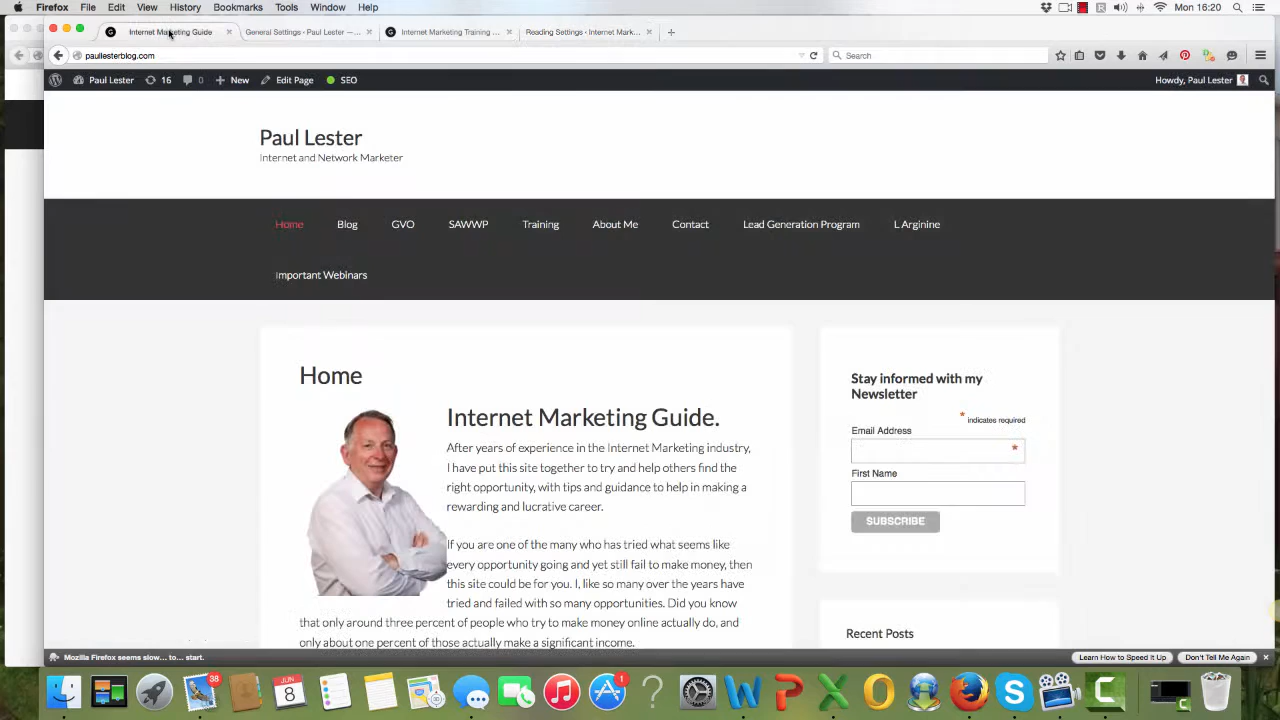 Firefox File Edit View History Bookmarks Tools Window Help Mon 16:20
Internet Marketing Guide General Settings ‹ Paul Lester —... Internet Marketing Training ... Reading Settings ‹ Internet Mark...
paullesterblog.com Search
Paul Lester 16 0 New Edit Page SEO Howdy, Paul Lester
Paul Lester
Internet and Network Marketer
Home Blog GVO SAWWP Training About Me Contact Lead Generation Program L Arginine
Important Webinars
Home
Internet Marketing Guide.
After years of experience in the Internet Marketing industry,
I have put this site together to try and help others find the
right opportunity, with tips and guidance to help in making a
rewarding and lucrative career.
If you are one of the many who has tried what seems like
every opportunity going and yet still fail to make money, then
this site could be for you. I, like so many over the years have
tried and failed with so many opportunities. Did you know
that only around three percent of people who try to make money online actually do, and
only about one percent of those actually make a significant income.
Stay informed with my
Newsletter
* indicates required
Email Address
*
First Name
SUBSCRIBE
Recent Posts
Mozilla Firefox seems slow... to... start. Learn How to Speed It Up Don't Tell Me Again
38
JUN
8
1